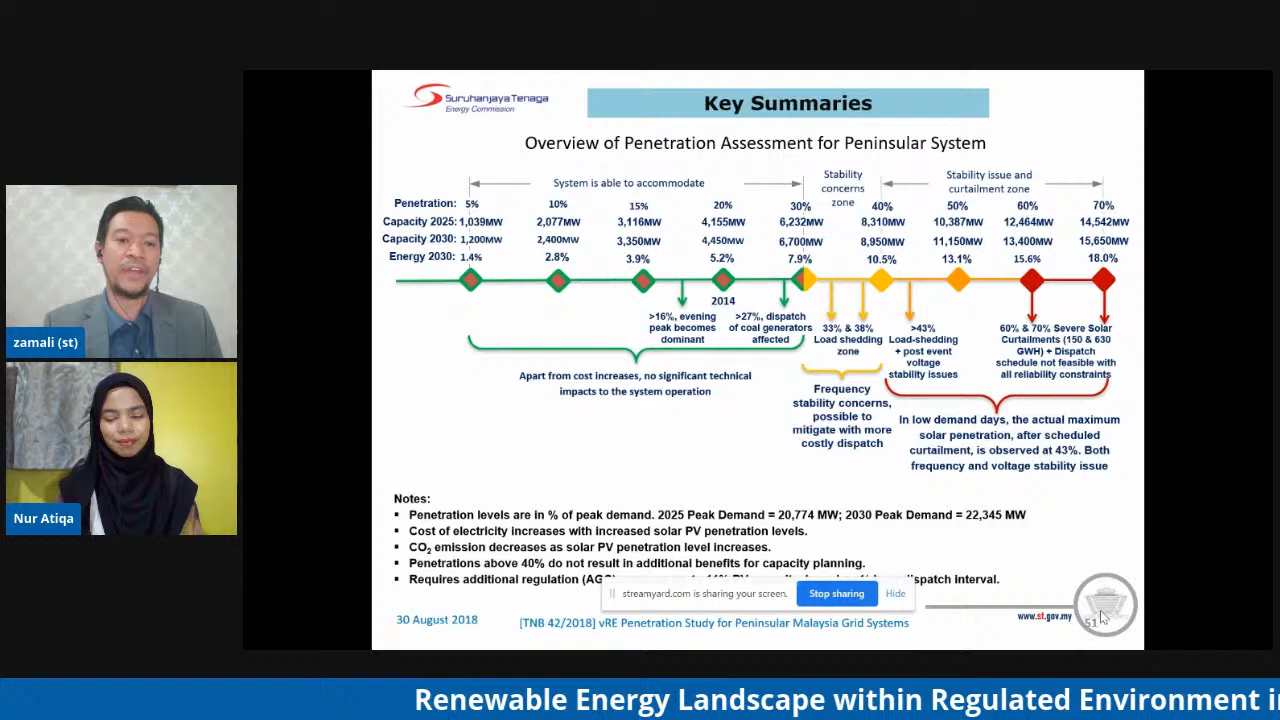 Suruhanjaya Tenaga
Energy Commission
Key Summaries
Overview of Penetration Assessment for Peninsular System
System is able to accommodate
Stability
concerns
zone
Stability issue and
curtailment zone
Penetration: 5% 10% 15% 20% 30% 40% 50% 60% 70%
Capacity 2025: 1,039MW 2,077MW 3,116MW 4,155MW 6,232MW 8,310MW 10,387MW 12,464MW 14,542MW
Capacity 2030: 1,200MW 2,400MW 3,350MW 4,450MW 6,700MW 8,950MW 11,150MW 13,400MW 15,650MW
Energy 2030: 1.4% 2.8% 3.9% 5.2% 7.9% 10.5% 13.1% 15.6% 18.0%
2014
>16%, evening
peak becomes
dominant
>27%, dispatch
of coal generators
affected
33% & 38%
Load shedding
zone
>43%
Load-shedding
+ post event
voltage
stability issues
60% & 70% Severe Solar
Curtailments (150 & 630
GWH) + Dispatch
schedule not feasible with
all reliability constraints
Apart from cost increases, no significant technical
impacts to the system operation
Frequency
stability concerns,
possible to
mitigate with more
costly dispatch
In low demand days, the actual maximum
solar penetration, after scheduled
curtailment, is observed at 43%. Both
frequency and voltage stability issue
zamali (st)
Nur Atiqa
Notes:
▪ Penetration levels are in % of peak demand. 2025 Peak Demand = 20,774 MW; 2030 Peak Demand = 22,345 MW
▪ Cost of electricity increases with increased solar PV penetration levels.
▪ CO2 emission decreases as solar PV penetration level increases.
▪ Penetrations above 40% do not result in additional benefits for capacity planning.
▪ Requires additional regulation (AG dispatch interval.
streamyard.com is sharing your screen. Stop sharing Hide
30 August 2018
[TNB 42/2018] vRE Penetration Study for Peninsular Malaysia Grid Systems
www.st.gov.my
51
Renewable Energy Landscape within Regulated Environment i